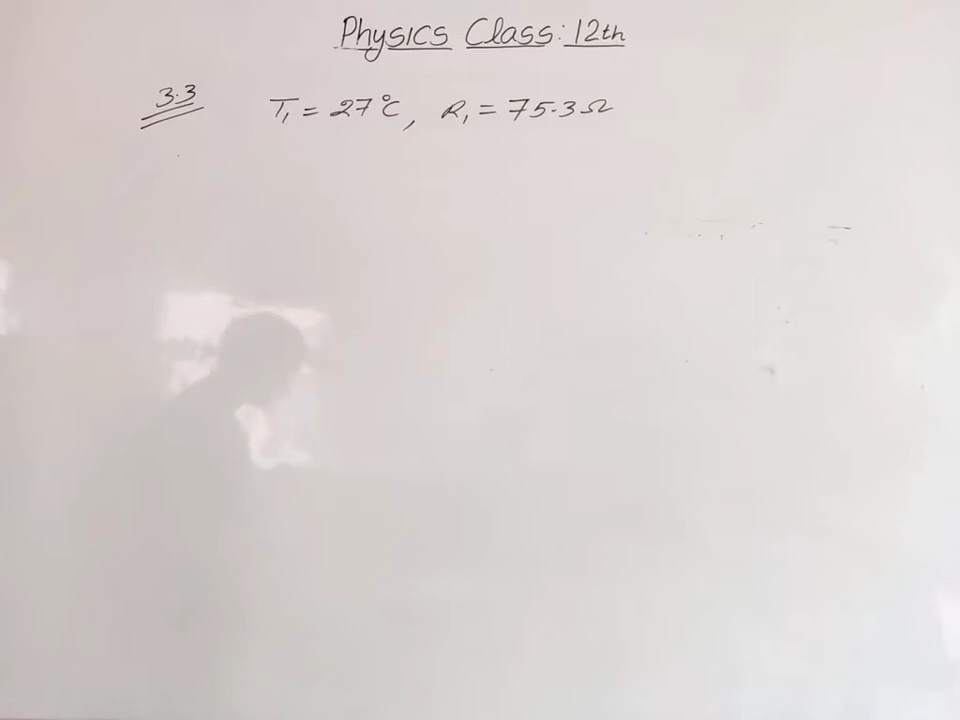 Physics Class: 12th
3.3 T₁ = 27°C, R₁ = 75.3Ω